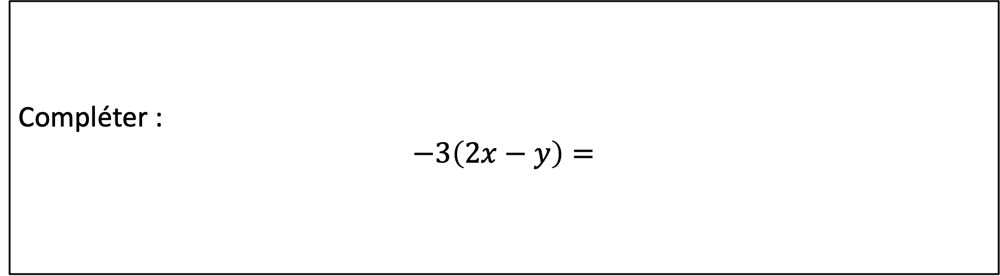 Compléter :
−3(2𝑥 − 𝑦) =